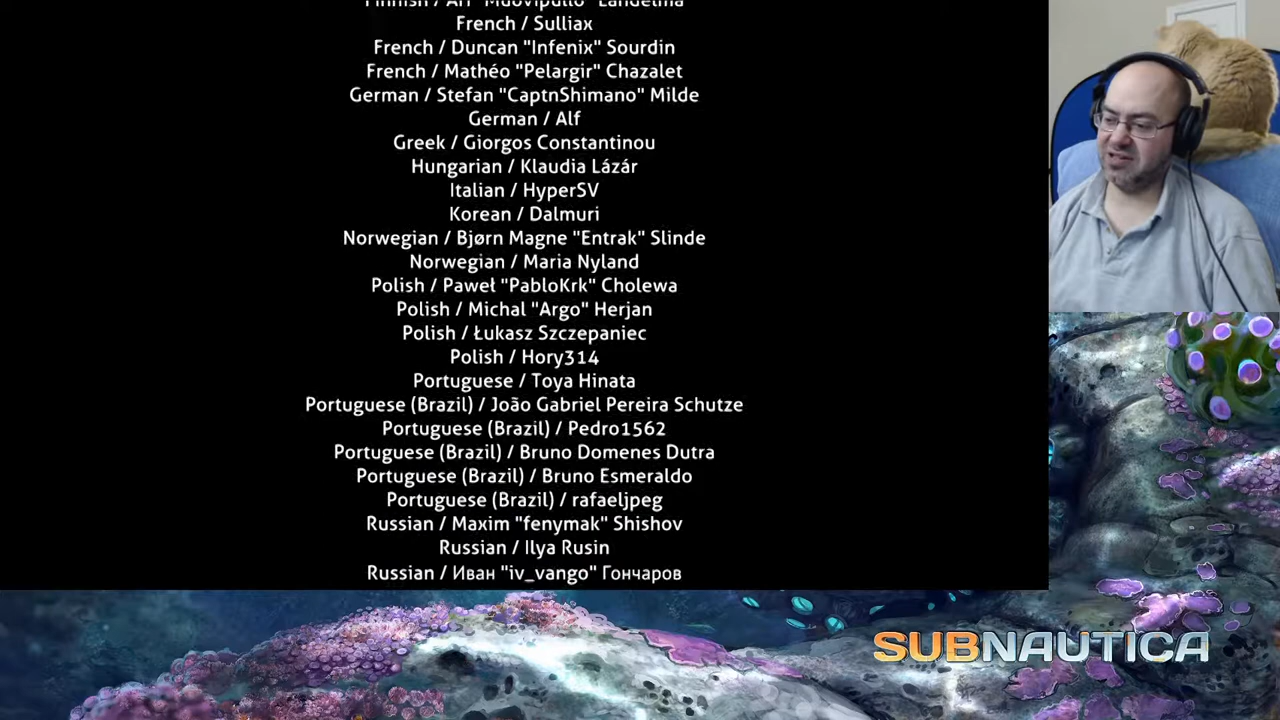 French / Sulliax
French / Duncan "Infenix" Sourdin
French / Mathéo "Pelargir" Chazalet
German / Stefan "CaptnShimano" Milde
German / Alf
Greek / Giorgos Constantinou
Hungarian / Klaudia Lázár
Italian / HyperSV
Korean / Dalmuri
Norwegian / Bjørn Magne "Entrak" Slinde
Norwegian / Maria Nyland
Polish / Paweł "PabloKrk" Cholewa
Polish / Michal "Argo" Herjan
Polish / Łukasz Szczepaniec
Polish / Hory314
Portuguese / Toya Hinata
Portuguese (Brazil) / João Gabriel Pereira Schutze
Portuguese (Brazil) / Pedro1562
Portuguese (Brazil) / Bruno Domenes Dutra
Portuguese (Brazil) / Bruno Esmeraldo
Portuguese (Brazil) / rafaeljpeg
Russian / Maxim "fenymak" Shishov
Russian / Ilya Rusin
Russian / Иван "iv_vango" Гончаров
SUBNAUTICA